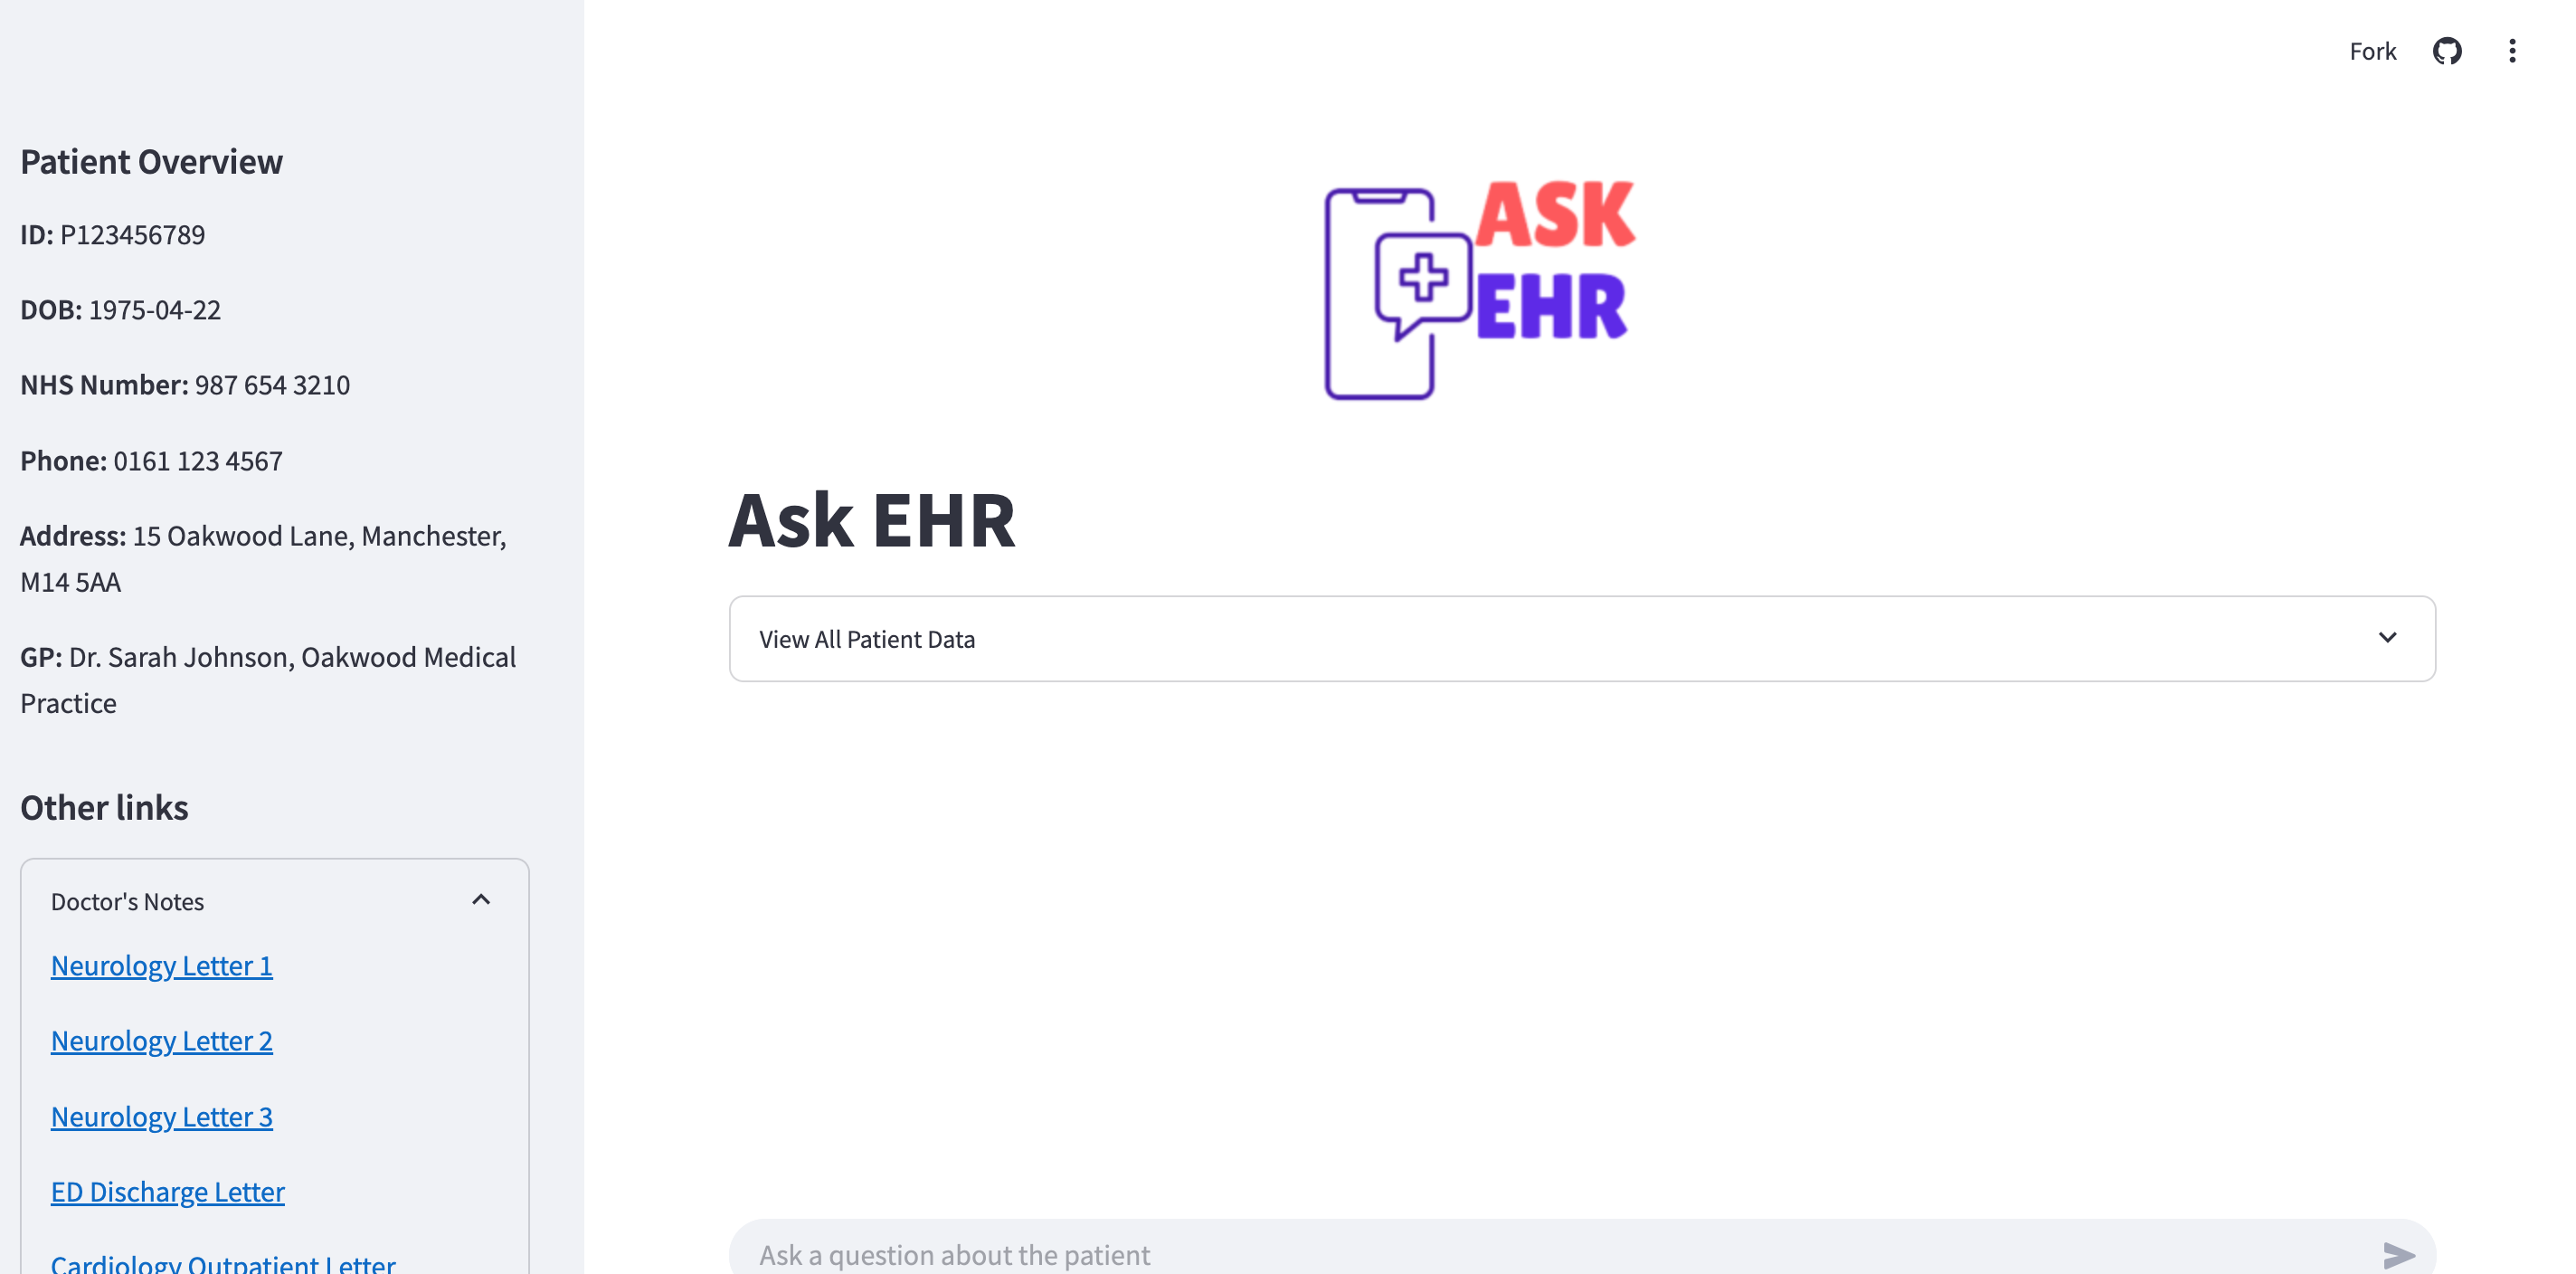 Patient Overview
ID: P123456789
DOB: 1975-04-22
NHS Number: 987 654 3210
Phone: 0161 123 4567
Address: 15 Oakwood Lane, Manchester,
M14 5AA
GP: Dr. Sarah Johnson, Oakwood Medical
Practice
Other links
Doctor's Notes
Neurology Letter 1
Neurology Letter 2
Neurology Letter 3
ED Discharge Letter
Cardiology Outpatient Letter
Fork
ASK
EHR
Ask EHR
View All Patient Data
Ask a question about the patient